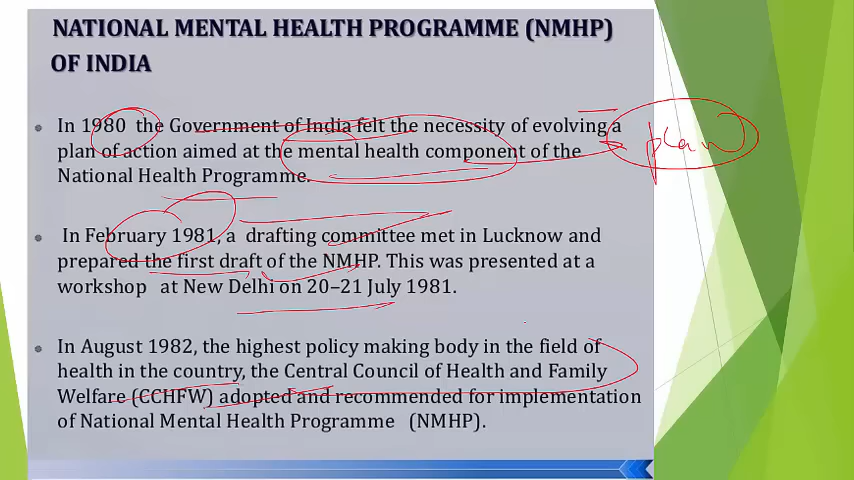 NATIONAL MENTAL HEALTH PROGRAMME (NMHP)
OF INDIA
In 1980 the Government of India felt the necessity of evolving a
plan of action aimed at the mental health component of the
National Health Programme.
plan
In February 1981, a drafting committee met in Lucknow and
prepared the first draft of the NMHP. This was presented at a
workshop at New Delhi on 20–21 July 1981.
In August 1982, the highest policy making body in the field of
health in the country, the Central Council of Health and Family
Welfare (CCHFW) adopted and recommended for implementation
of National Mental Health Programme (NMHP).